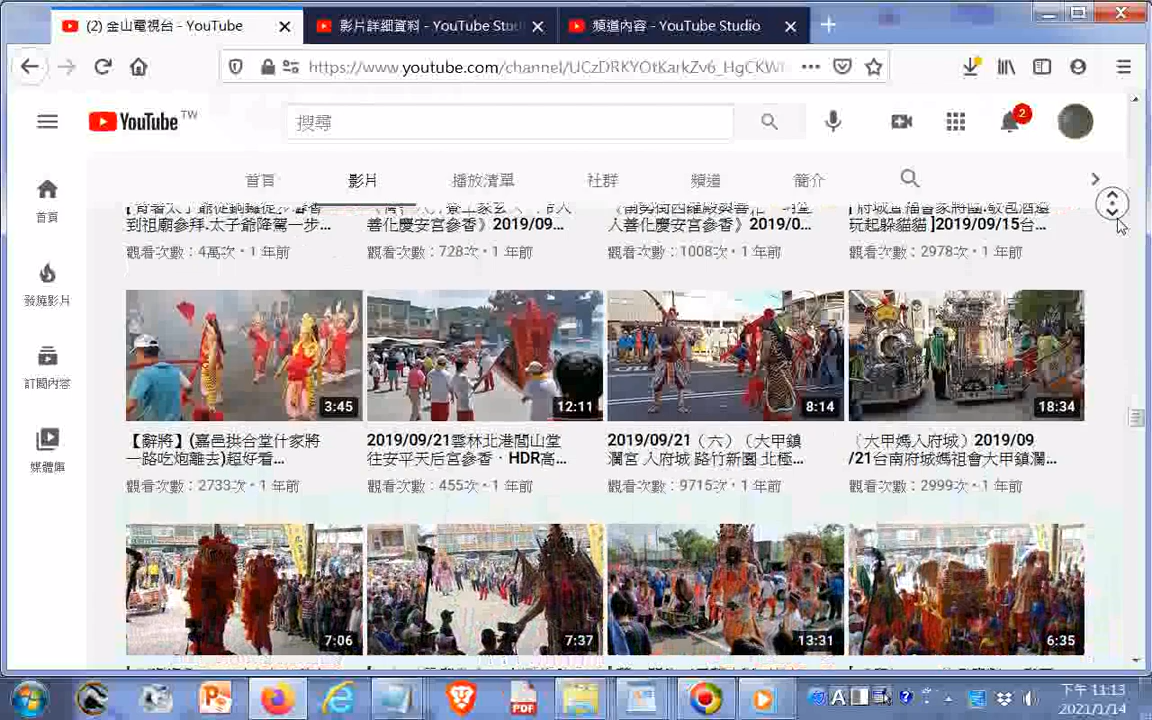 (2) 金山電視台 - YouTube
影片詳細資料 - YouTube Stu
頻道內容 - YouTube Studio
https://www.youtube.com/channel/UCzDRKYOtKarkZv6_HgCKWI
YouTube TW
搜尋
2
首頁
影片
播放清單
社群
頻道
簡介
首頁
發燒影片
訂閱內容
媒體庫
到祖廟參拜.太子爺降駕一步...
觀看次數：4萬次・1 年前
善化慶安宮參香》2019/09...
觀看次數：728次・1 年前
人善化慶安宮參香》2019/0...
觀看次數：1008次・1 年前
玩起躲貓貓 ]2019/09/15台...
觀看次數：2978次・1 年前
3:45
【辭將】(嘉邑拱合堂什家將
一路吃炮離去)超好看...
觀看次數：2733次・1 年前
12:11
2019/09/21雲林北港閭山堂
往安平天后宮參香・HDR高...
觀看次數：455次・1 年前
8:14
2019/09/21（六）（大甲鎮
瀾宮 入府城 路竹新園 北極...
觀看次數：9715次・1 年前
18:34
（大甲媽入府城）2019/09
/21台南府城媽祖會大甲鎮瀾...
觀看次數：2999次・1 年前
7:06
7:37
13:31
6:35
PDF
A
下午 11:13
2021/1/14